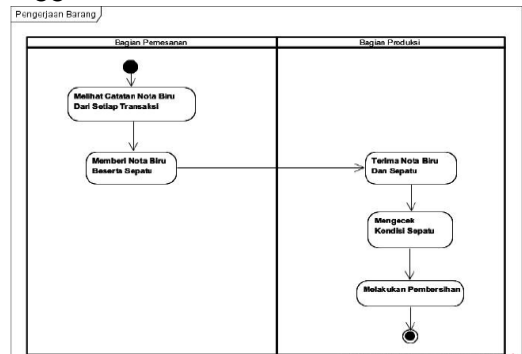 Pengerjaan Barang
Bagian Pemesanan
Bagian Produksi
Melihat Catatan Nota Biru
Dari Setiap Transaksi
Memberi Nota Biru
Beserta Sepatu
Terima Nota Biru
Dan Sepatu
Mengecek
Kondisi Sepatu
Melakukan Pembersihan